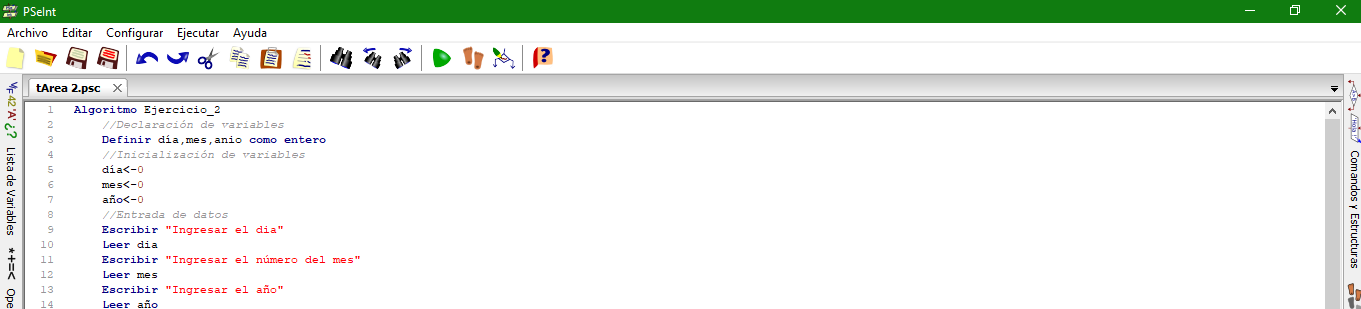 PSeInt
Archivo Editar Configurar Ejecutar Ayuda
tArea 2.psc
1 Algoritmo Ejercicio_2
2 //Declaración de variables
3 Definir día,mes,anio como entero
4 //Inicialización de variables
5 día<-0
6 mes<-0
7 año<-0
8 //Entrada de datos
9 Escribir "Ingresar el dia"
10 Leer dia
11 Escribir "Ingresar el número del mes"
12 Leer mes
13 Escribir "Ingresar el año"
14 Leer año
42 'A' ¿? Lista de Variables
*+=< Ope
Comandos y Estructuras